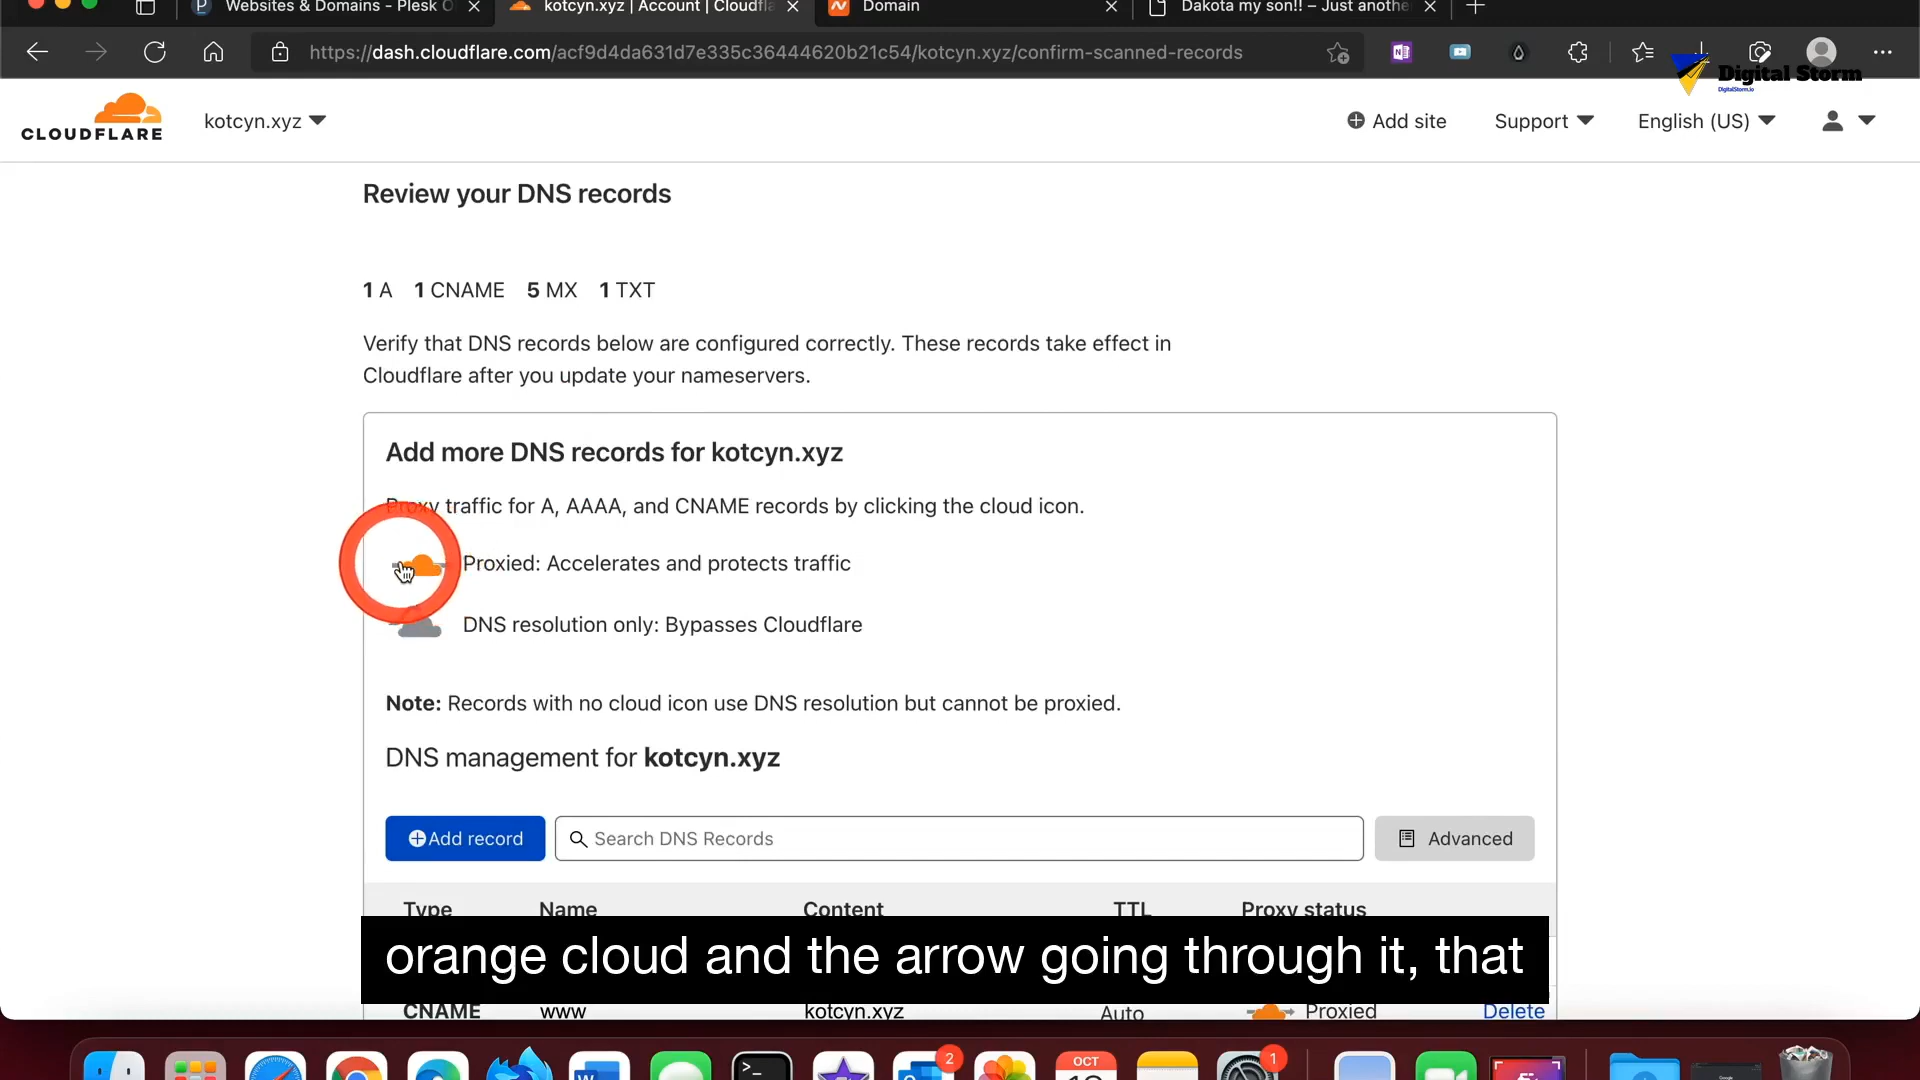 Websites & Domains - Plesk O
kotcyn.xyz | Account | Cloudfla
Domain
Dakota my son!! – Just anothe
https://dash.cloudflare.com/acf9d4da631d7e335c36444620b21c54/kotcyn.xyz/confirm-scanned-records
Digital Storm
DigitalStorm.io
CLOUDFLARE
kotcyn.xyz
Add site
Support
English (US)
Review your DNS records
1 A 1 CNAME 5 MX 1 TXT
Verify that DNS records below are configured correctly. These records take effect in
Cloudflare after you update your nameservers.
Add more DNS records for kotcyn.xyz
Proxy traffic for A, AAAA, and CNAME records by clicking the cloud icon.
Proxied: Accelerates and protects traffic
DNS resolution only: Bypasses Cloudflare
Note: Records with no cloud icon use DNS resolution but cannot be proxied.
DNS management for kotcyn.xyz
Add record
Search DNS Records
Advanced
Type Name Content TTL Proxy status
orange cloud and the arrow going through it, that
CNAME www kotcyn.xyz Auto Proxied Delete
2
OCT
1